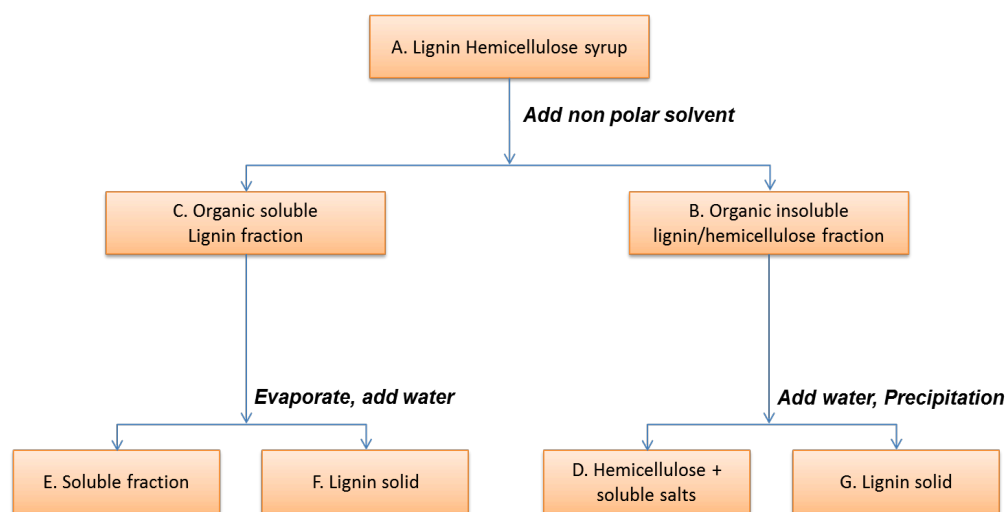 A. Lignin Hemicellulose syrup
Add non polar solvent
C. Organic soluble
Lignin fraction
B. Organic insoluble
lignin/hemicellulose fraction
Evaporate, add water
Add water, Precipitation
E. Soluble fraction
F. Lignin solid
D. Hemicellulose +
soluble salts
G. Lignin solid